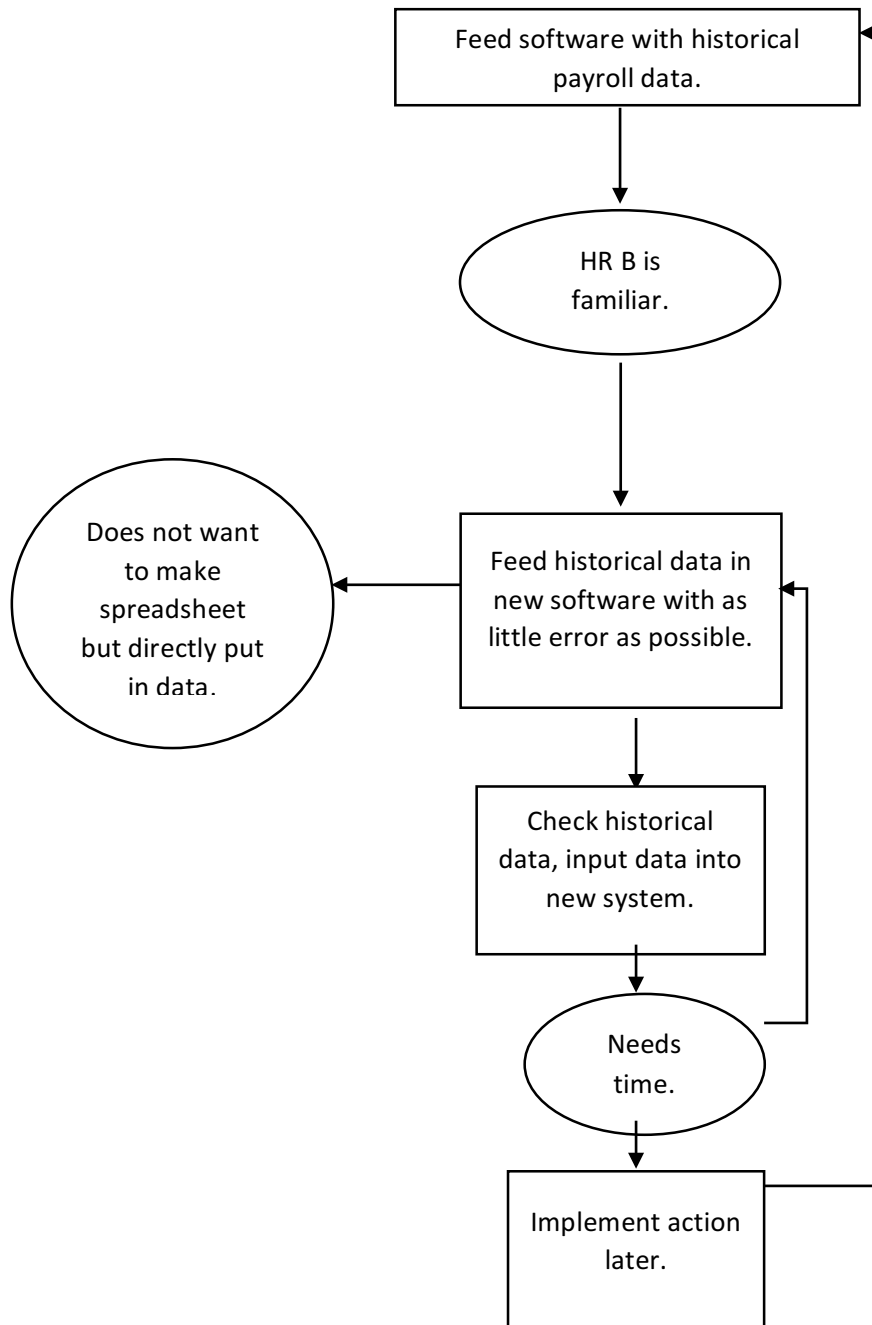 Feed software with historical
payroll data.
HR B is
familiar.
Does not want
to make
spreadsheet
but directly put
in data.
Feed historical data in
new software with as
little error as possible.
Check historical
data, input data into
new system.
Needs
time.
Implement action
later.